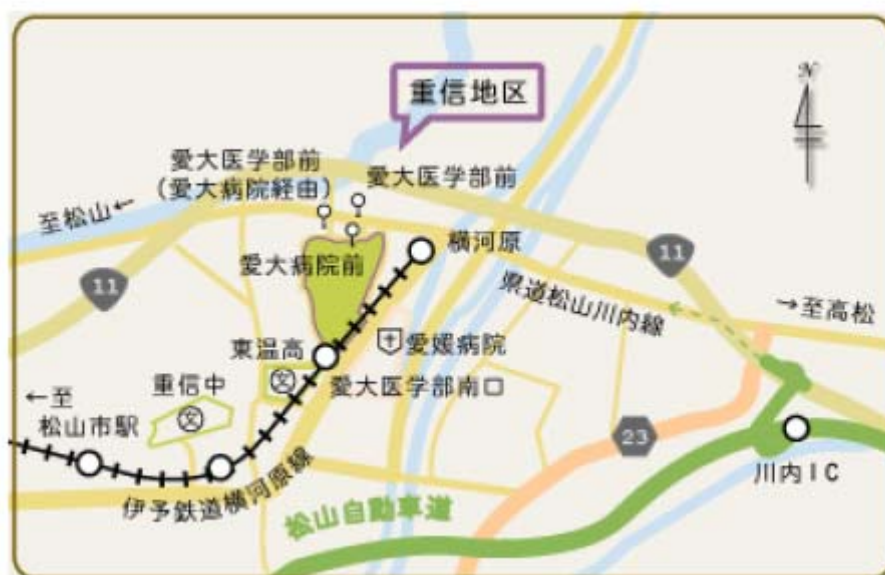 N
重信地区
愛大医学部前
(愛大病院経由)
愛大医学部前
至松山←
愛大病院前
横河原
11
11
県道松山川内線
→至高松
東温高
文
愛媛病院
愛大医学部南口
重信中
文
←至
松山市駅
23
川内IC
伊予鉄道横河原線
松山自動車道